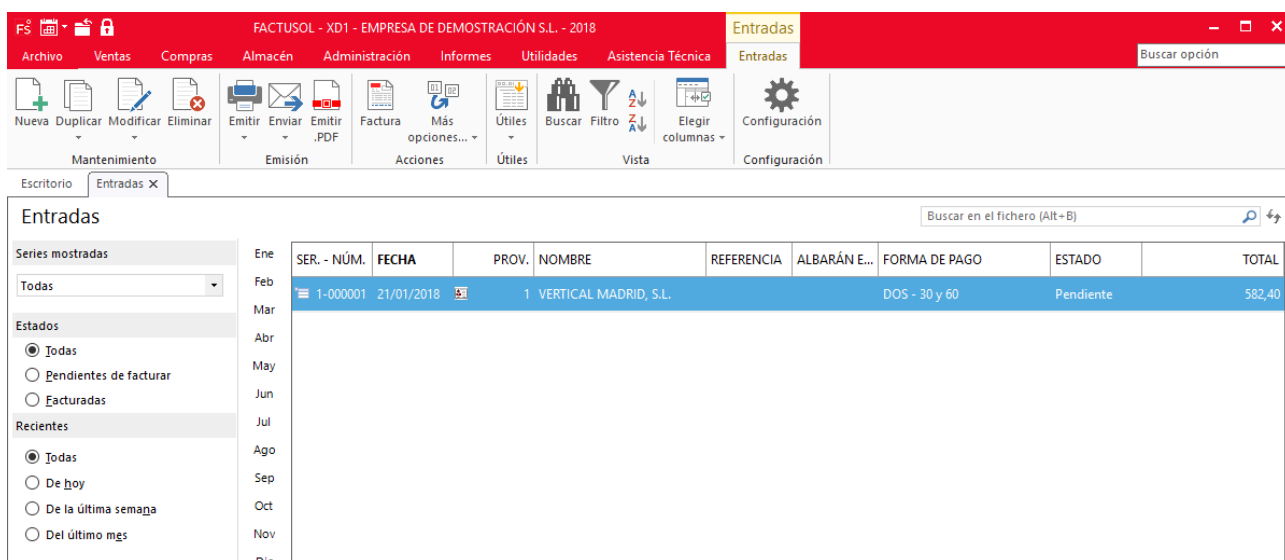 FS FACTUSOL - XD1 - EMPRESA DE DEMOSTRACIÓN S.L. - 2018 Entradas
Archivo Ventas Compras Almacén Administración Informes Utilidades Asistencia Técnica Entradas Buscar opción
Nueva Duplicar Modificar Eliminar Emitir Enviar Emitir .PDF Factura Más opciones... Útiles Buscar Filtro Elegir columnas Configuración
Mantenimiento Emisión Acciones Útiles Vista Configuración
Escritorio Entradas
Entradas Buscar en el fichero (Alt+B)
Series mostradas
Todas
Estados
Todas
Pendientes de facturar
Facturadas
Recientes
Todas
De hoy
De la última semana
Del último mes
Ene
Feb
Mar
Abr
May
Jun
Jul
Ago
Sep
Oct
Nov
SER. - NÚM. FECHA PROV. NOMBRE REFERENCIA ALBARÁN E... FORMA DE PAGO ESTADO TOTAL
1-000001 21/01/2018 1 VERTICAL MADRID, S.L. DOS - 30 y 60 Pendiente 582,40